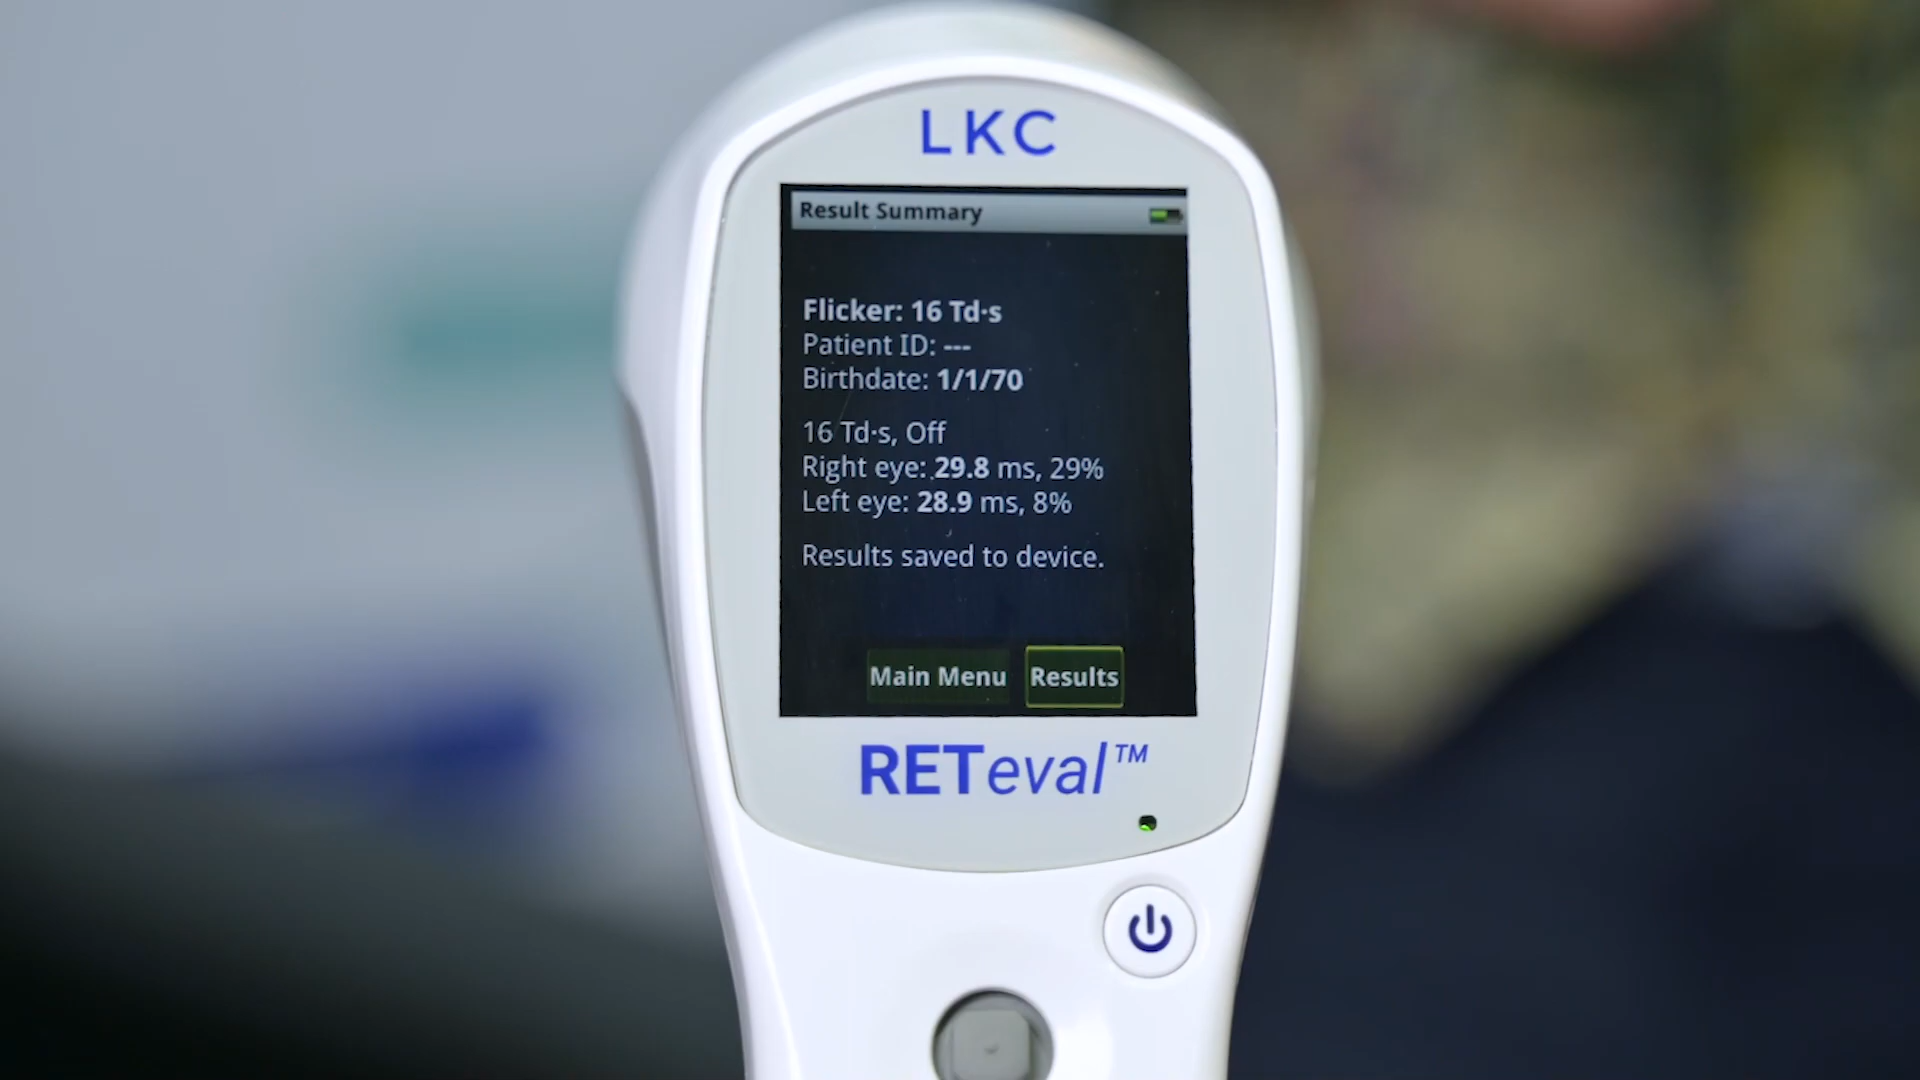 LKC
Result Summary
Flicker: 16 Td·s
Patient ID: ---
Birthdate: 1/1/70
16 Td·s, Off
Right eye: 29.8 ms, 29%
Left eye: 28.9 ms, 8%
Results saved to device.
Main Menu Results
RETeval™